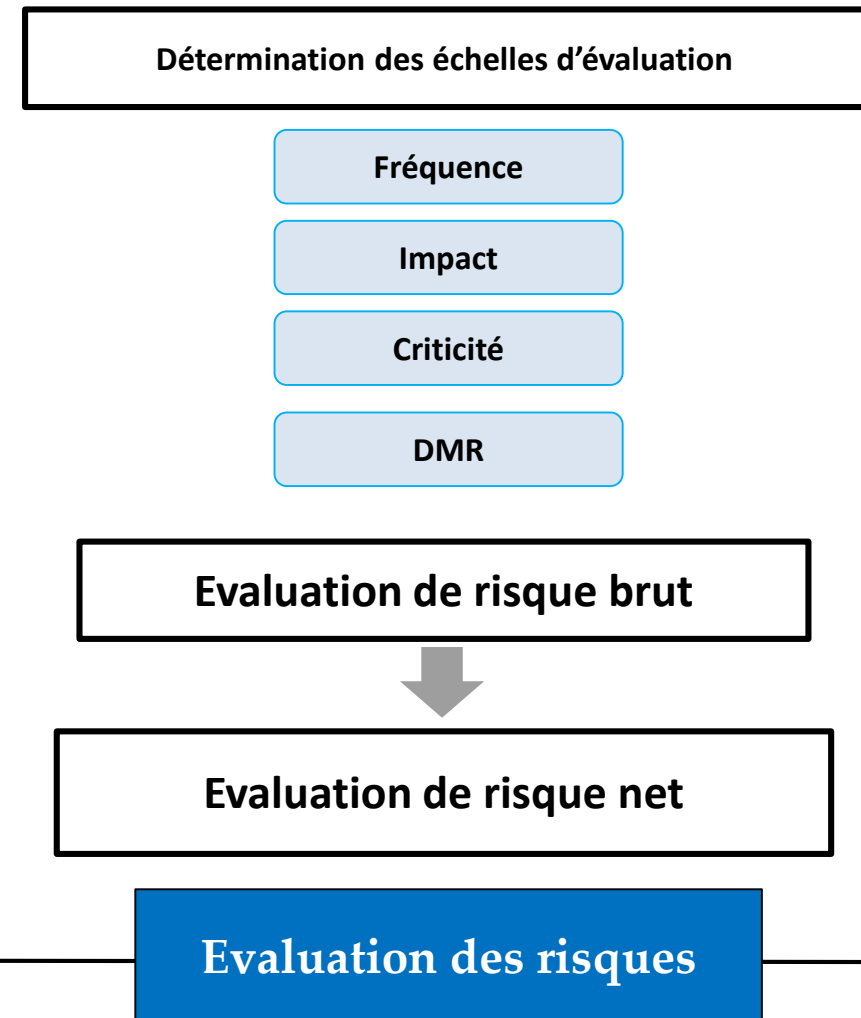 Détermination des échelles d’évaluation
Fréquence
Impact
Criticité
DMR
Evaluation de risque brut
Evaluation de risque net
Evaluation des risques